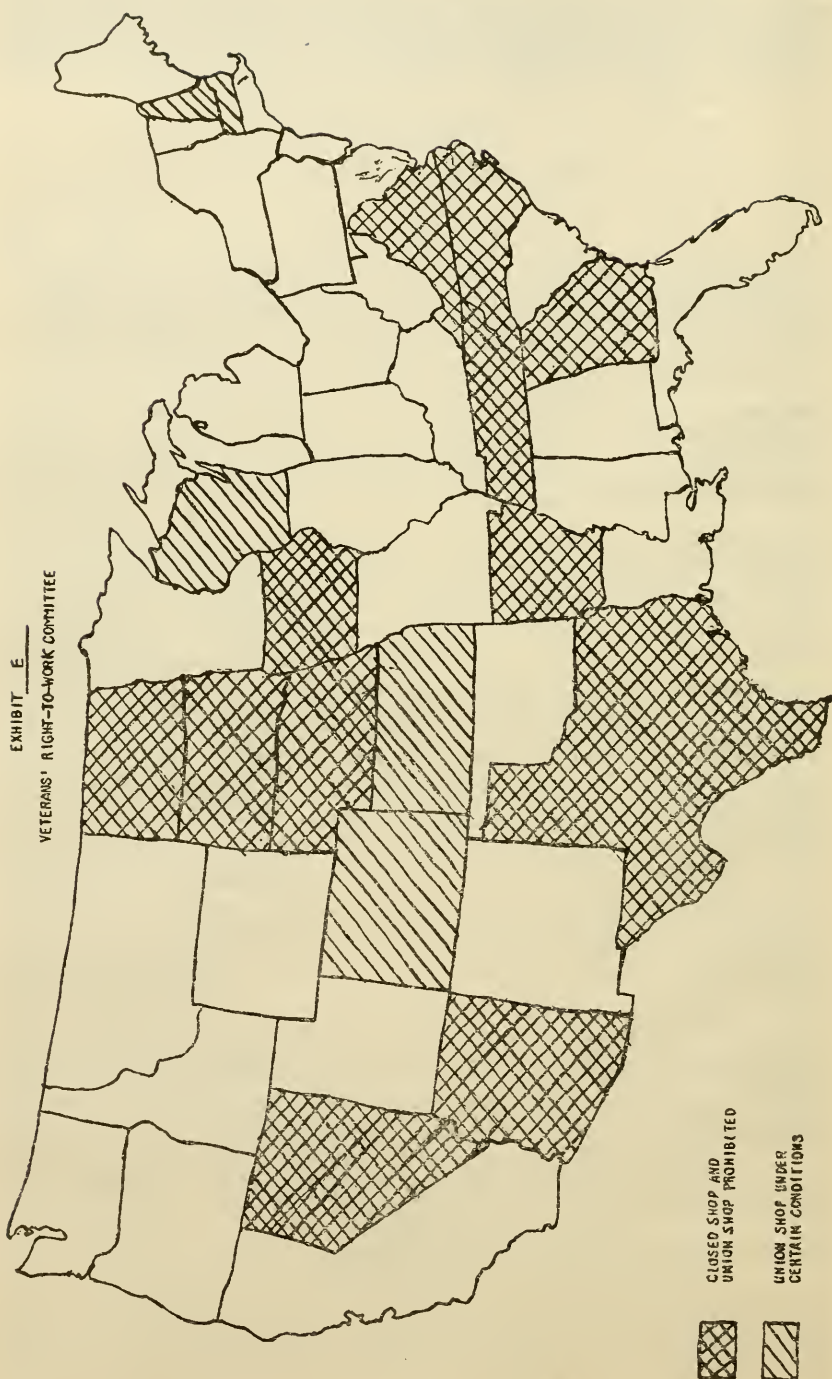 EXHIBIT E
VETERANS' RIGHT-TO-WORK COMMITTEE
CLOSED SHOP AND
UNION SHOP PROHIBITED
UNION SHOP UNDER
CERTAIN CONDITIONS